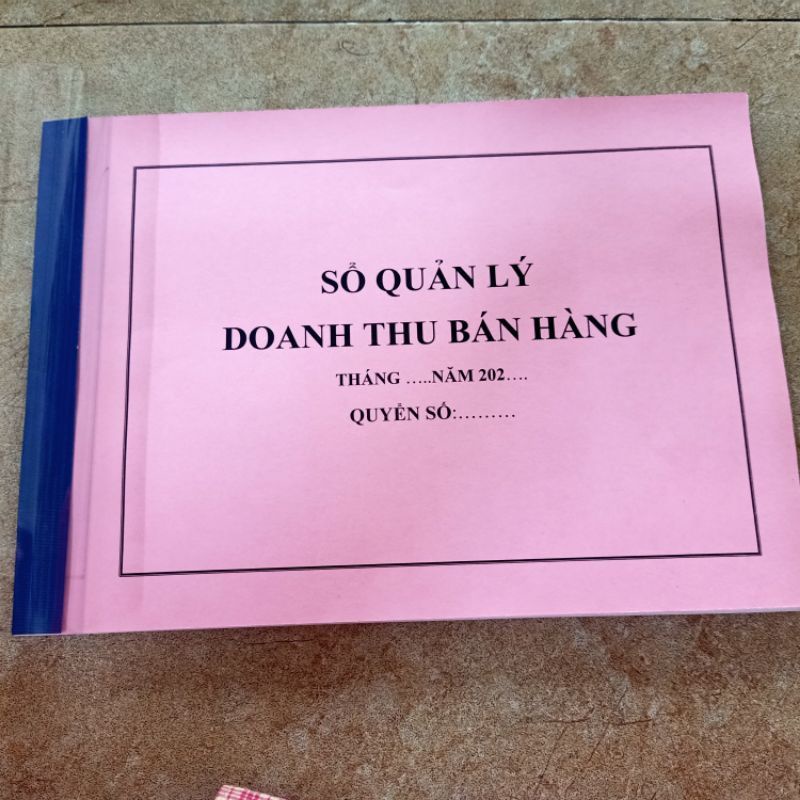 SỔ QUẢN LÝ
DOANH THU BÁN HÀNG
THÁNG .....NĂM 202....
QUYỂN SỐ:.........